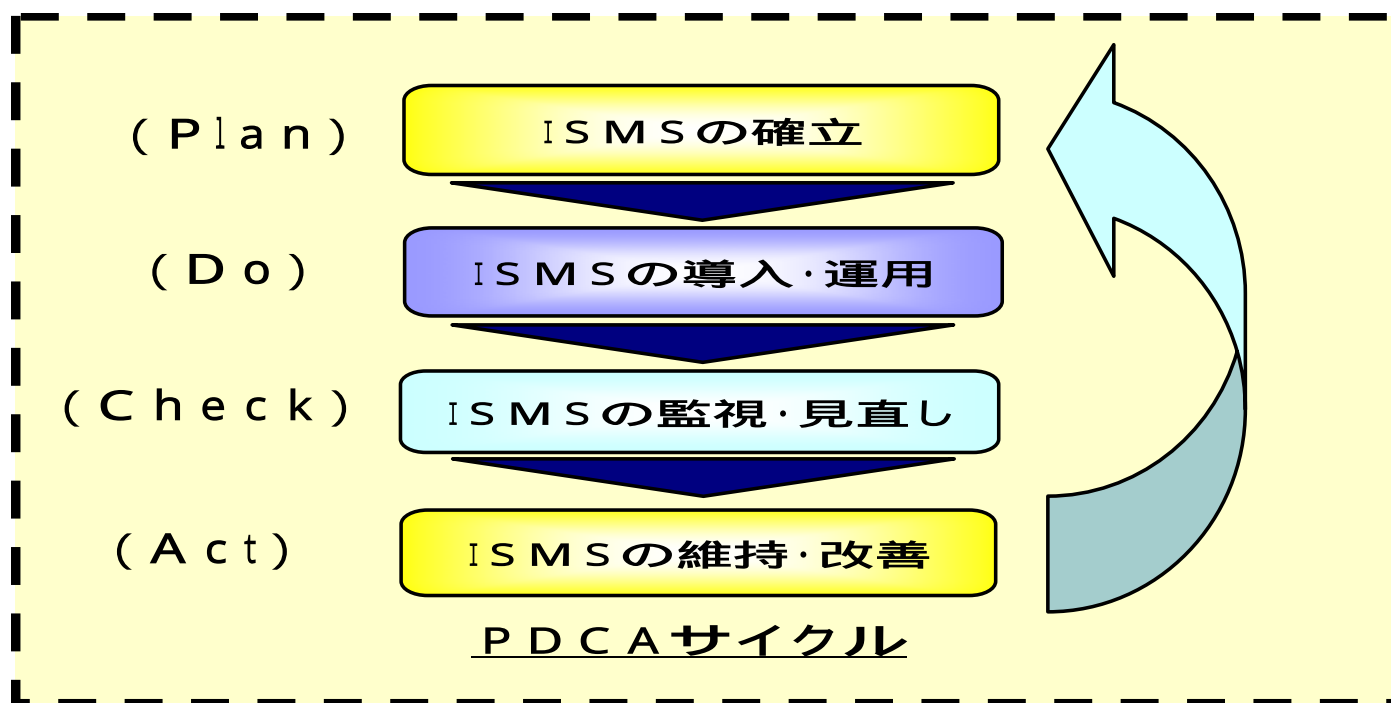 (Plan) ISMSの確立
(Do) ISMSの導入・運用
(Check) ISMSの監視・見直し
(Act) ISMSの維持・改善
PDCAサイクル